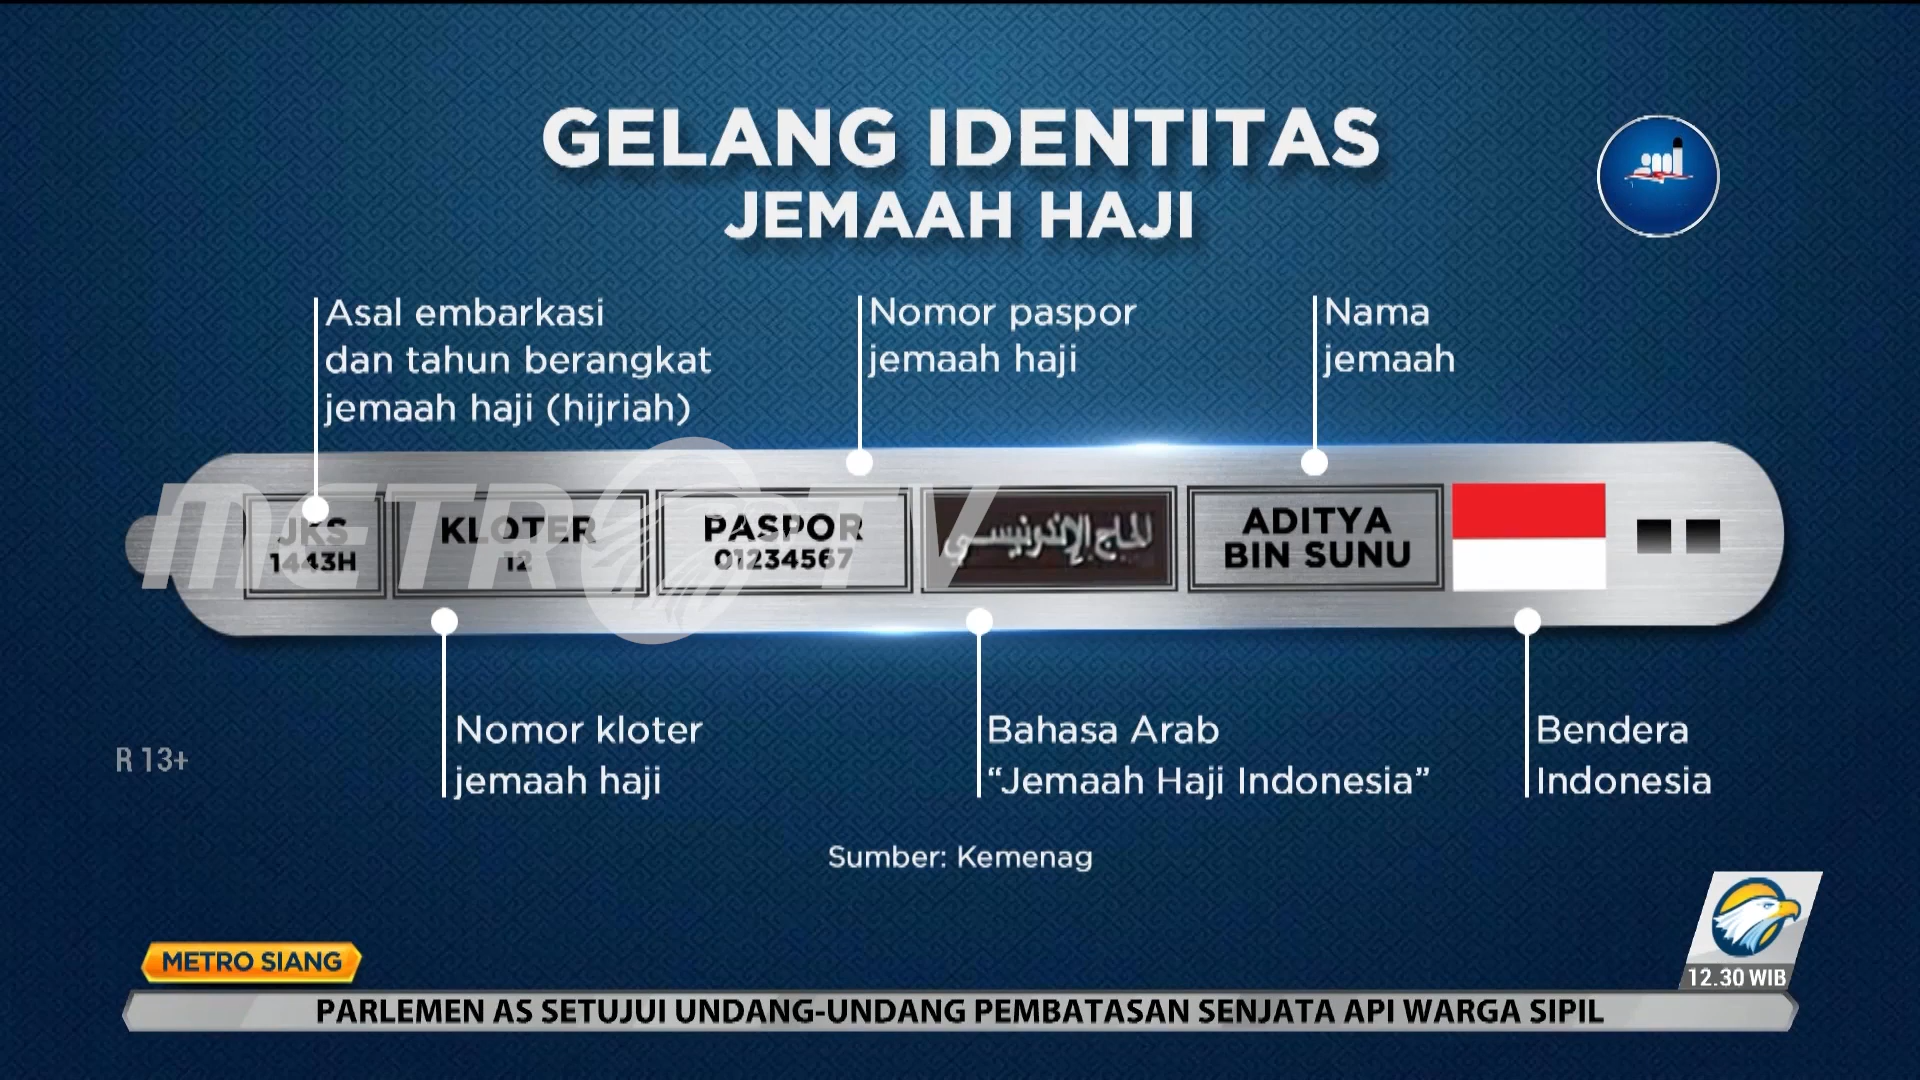 GELANG IDENTITAS
JEMAAH HAJI
Asal embarkasi
dan tahun berangkat
jemaah haji (hijriah)
Nomor paspor
jemaah haji
Nama
jemaah
METRO TV
JKS
1443H
KLOTER
12
PASPOR
01234567
الحاج الإندونيسي
ADITYA
BIN SUNU
Nomor kloter
jemaah haji
Bahasa Arab
“Jemaah Haji Indonesia”
Bendera
Indonesia
R 13+
Sumber: Kemenag
METRO SIANG
12.30 WIB
PARLEMEN AS SETUJUI UNDANG-UNDANG PEMBATASAN SENJATA API WARGA SIPIL